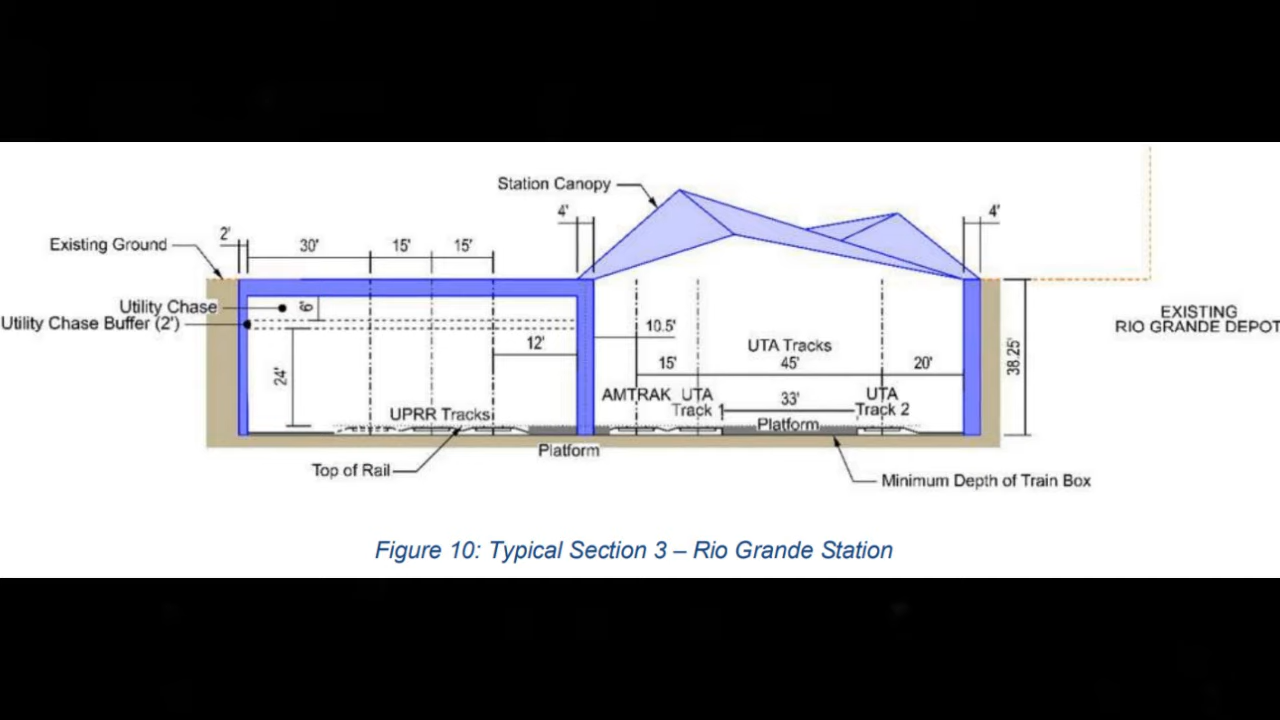 Station Canopy
4'
4'
2'
Existing Ground
30'
15'
15'
Utility Chase
6'
Utility Chase Buffer (2')
EXISTING
RIO GRANDE DEPOT
10.5'
12'
UTA Tracks
38.25'
24'
15'
45'
20'
AMTRAK
UTA
Track 1
33'
UTA
Track 2
UPRR Tracks
Platform
Platform
Top of Rail
Minimum Depth of Train Box
Figure 10: Typical Section 3 – Rio Grande Station